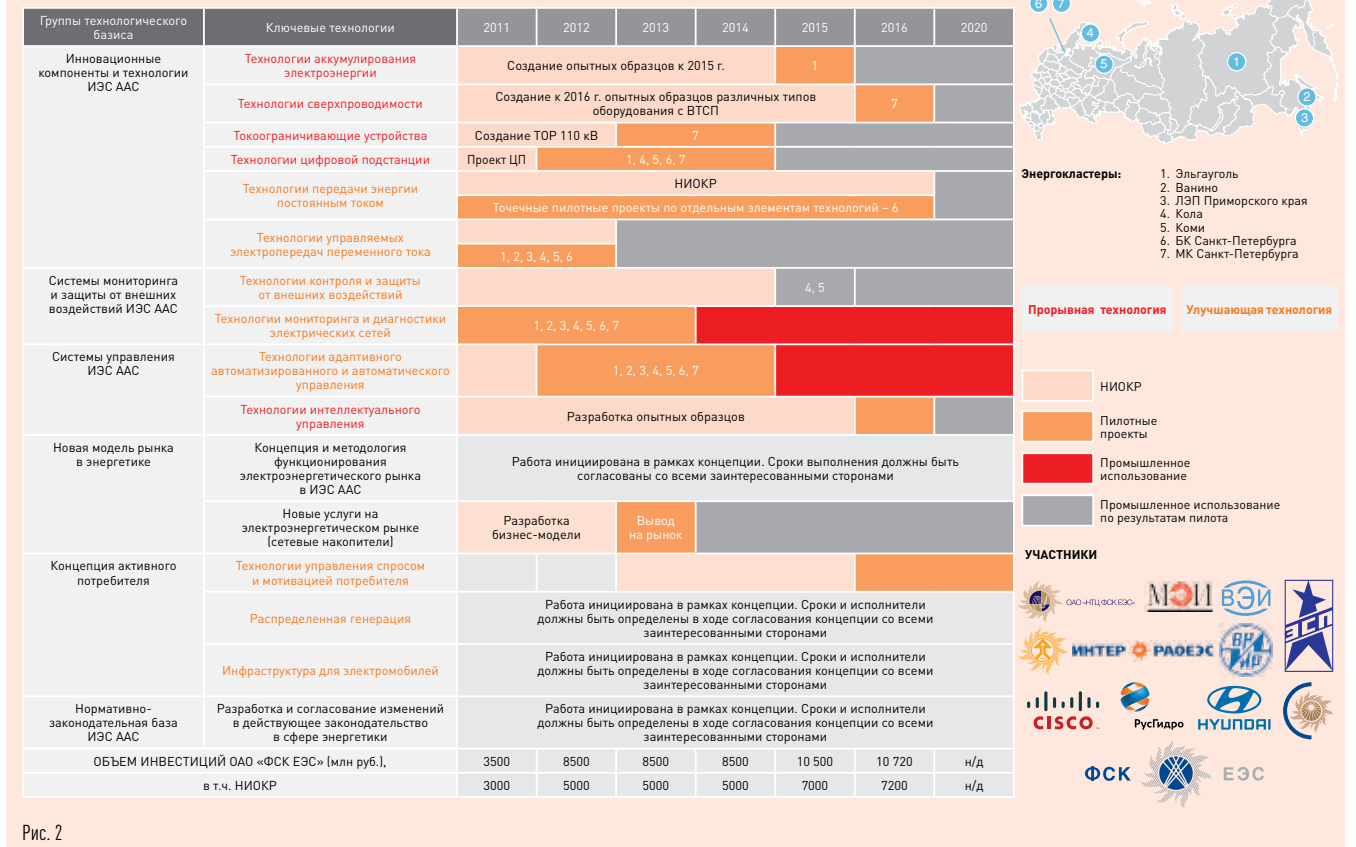 Группы технологического
базиса
Ключевые технологии
2011
2012
2013
2014
2015
2016
2020
Инновационные
компоненты и технологии
ИЭС ААС
Технологии аккумулирования
электроэнергии
Создание опытных образцов к 2015 г.
1
Технологии сверхпроводимости
Создание к 2016 г. опытных образцов различных типов
оборудования с ВТСП
7
Токоограничивающие устройства
Создание ТОР 110 кВ
7
Технологии цифровой подстанции
Проект ЦП
1, 4, 5, 6, 7
Технологии передачи энергии
постоянным током
НИОКР
Точечные пилотные проекты по отдельным элементам технологий – 6
Технологии управляемых
электропередач переменного тока
1, 2, 3, 4, 5, 6
Системы мониторинга
и защиты от внешних
воздействий ИЭС ААС
Технологии контроля и защиты
от внешних воздействий
4, 5
Технологии мониторинга и диагностики
электрических сетей
1, 2, 3, 4, 5, 6, 7
Системы управления
ИЭС ААС
Технологии адаптивного
автоматизированного и автоматического
управления
1, 2, 3, 4, 5, 6, 7
Технологии интеллектуального
управления
Разработка опытных образцов
Новая модель рынка
в энергетике
Концепция и методология
функционирования
электроэнергетического рынка
в ИЭС ААС
Работа инициирована в рамках концепции. Сроки выполнения должны быть
согласованы со всеми заинтересованными сторонами
Новые услуги на
электроэнергетическом рынке
(сетевые накопители)
Разработка
бизнес-модели
Вывод
на рынок
Концепция активного
потребителя
Технологии управления спросом
и мотивацией потребителя
Распределенная генерация
Работа инициирована в рамках концепции. Сроки и исполнители
должны быть определены в ходе согласования концепции со всеми
заинтересованными сторонами
Инфраструктура для электромобилей
Работа инициирована в рамках концепции. Сроки и исполнители
должны быть определены в ходе согласования концепции со всеми
заинтересованными сторонами
Нормативно-
законодательная база
ИЭС ААС
Разработка и согласование изменений
в действующее законодательство
в сфере энергетики
Работа инициирована в рамках концепции. Сроки и исполнители
должны быть определены в ходе согласования концепции со всеми
заинтересованными сторонами
ОБЪЕМ ИНВЕСТИЦИЙ ОАО «ФСК ЕЭС» (млн руб.),
3500
8500
8500
8500
10 500
10 720
н/д
в т.ч. НИОКР
3000
5000
5000
5000
7000
7200
н/д
6
7
4
5
1
2
3
Энергокластеры:
1. Эльгауголь
2. Ванино
3. ЛЭП Приморского края
4. Кола
5. Коми
6. БК Санкт-Петербурга
7. МК Санкт-Петербурга
Прорывная технология
Улучшающая технология
НИОКР
Пилотные
проекты
Промышленное
использование
Промышленное использование
по результатам пилота
УЧАСТНИКИ
ОАО «НТЦ ФСК ЕЭС»
МЭИ
ВЭИ
ЭСП
ИНТЕР РАО ЕЭС
CISCO
РусГидро
HYUNDAI
ФСК ЕЭС
Рис. 2